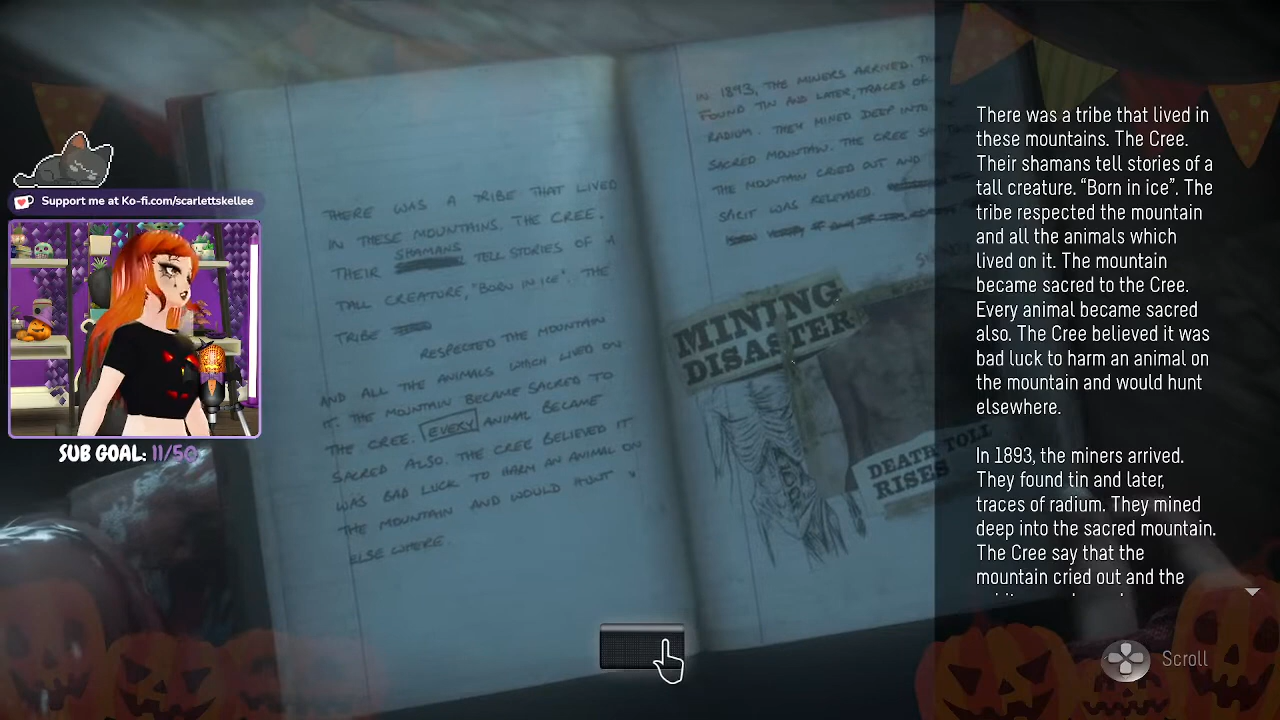 Support me at Ko-fi.com/scarlettskellee
SUB GOAL: 11/50
THERE WAS A TRIBE THAT LIVED
IN THESE MOUNTAINS. THE CREE.
SHAMANS
THEIR TELL STORIES OF A
TALL CREATURE, "BORN IN ICE". THE
TRIBE
RESPECTED THE MOUNTAIN
AND ALL THE ANIMALS WHICH LIVED ON
IT. THE MOUNTAIN BECAME SACRED TO
THE CREE. EVERY ANIMAL BECAME
SACRED ALSO. THE CREE BELIEVED IT
WAS BAD LUCK TO HARM AN ANIMAL ON
THE MOUNTAIN AND WOULD HUNT
ELSE WHERE.
IN 1893, THE MINERS ARRIVED.
FOUND TIN AND LATER, TRACES OF
RADIUM. THEY MINED DEEP INTO
SACRED MOUNTAIN. THE CREE SAY
THE MOUNTAIN CRIED OUT AND
SPIRIT WAS RELEASED.
MINING
DISASTER
DEATH TOLL
RISES
There was a tribe that lived in
these mountains. The Cree.
Their shamans tell stories of a
tall creature. “Born in ice”. The
tribe respected the mountain
and all the animals which
lived on it. The mountain
became sacred to the Cree.
Every animal became sacred
also. The Cree believed it was
bad luck to harm an animal on
the mountain and would hunt
elsewhere.
In 1893, the miners arrived.
They found tin and later,
traces of radium. They mined
deep into the sacred mountain.
The Cree say that the
mountain cried out and the
Scroll